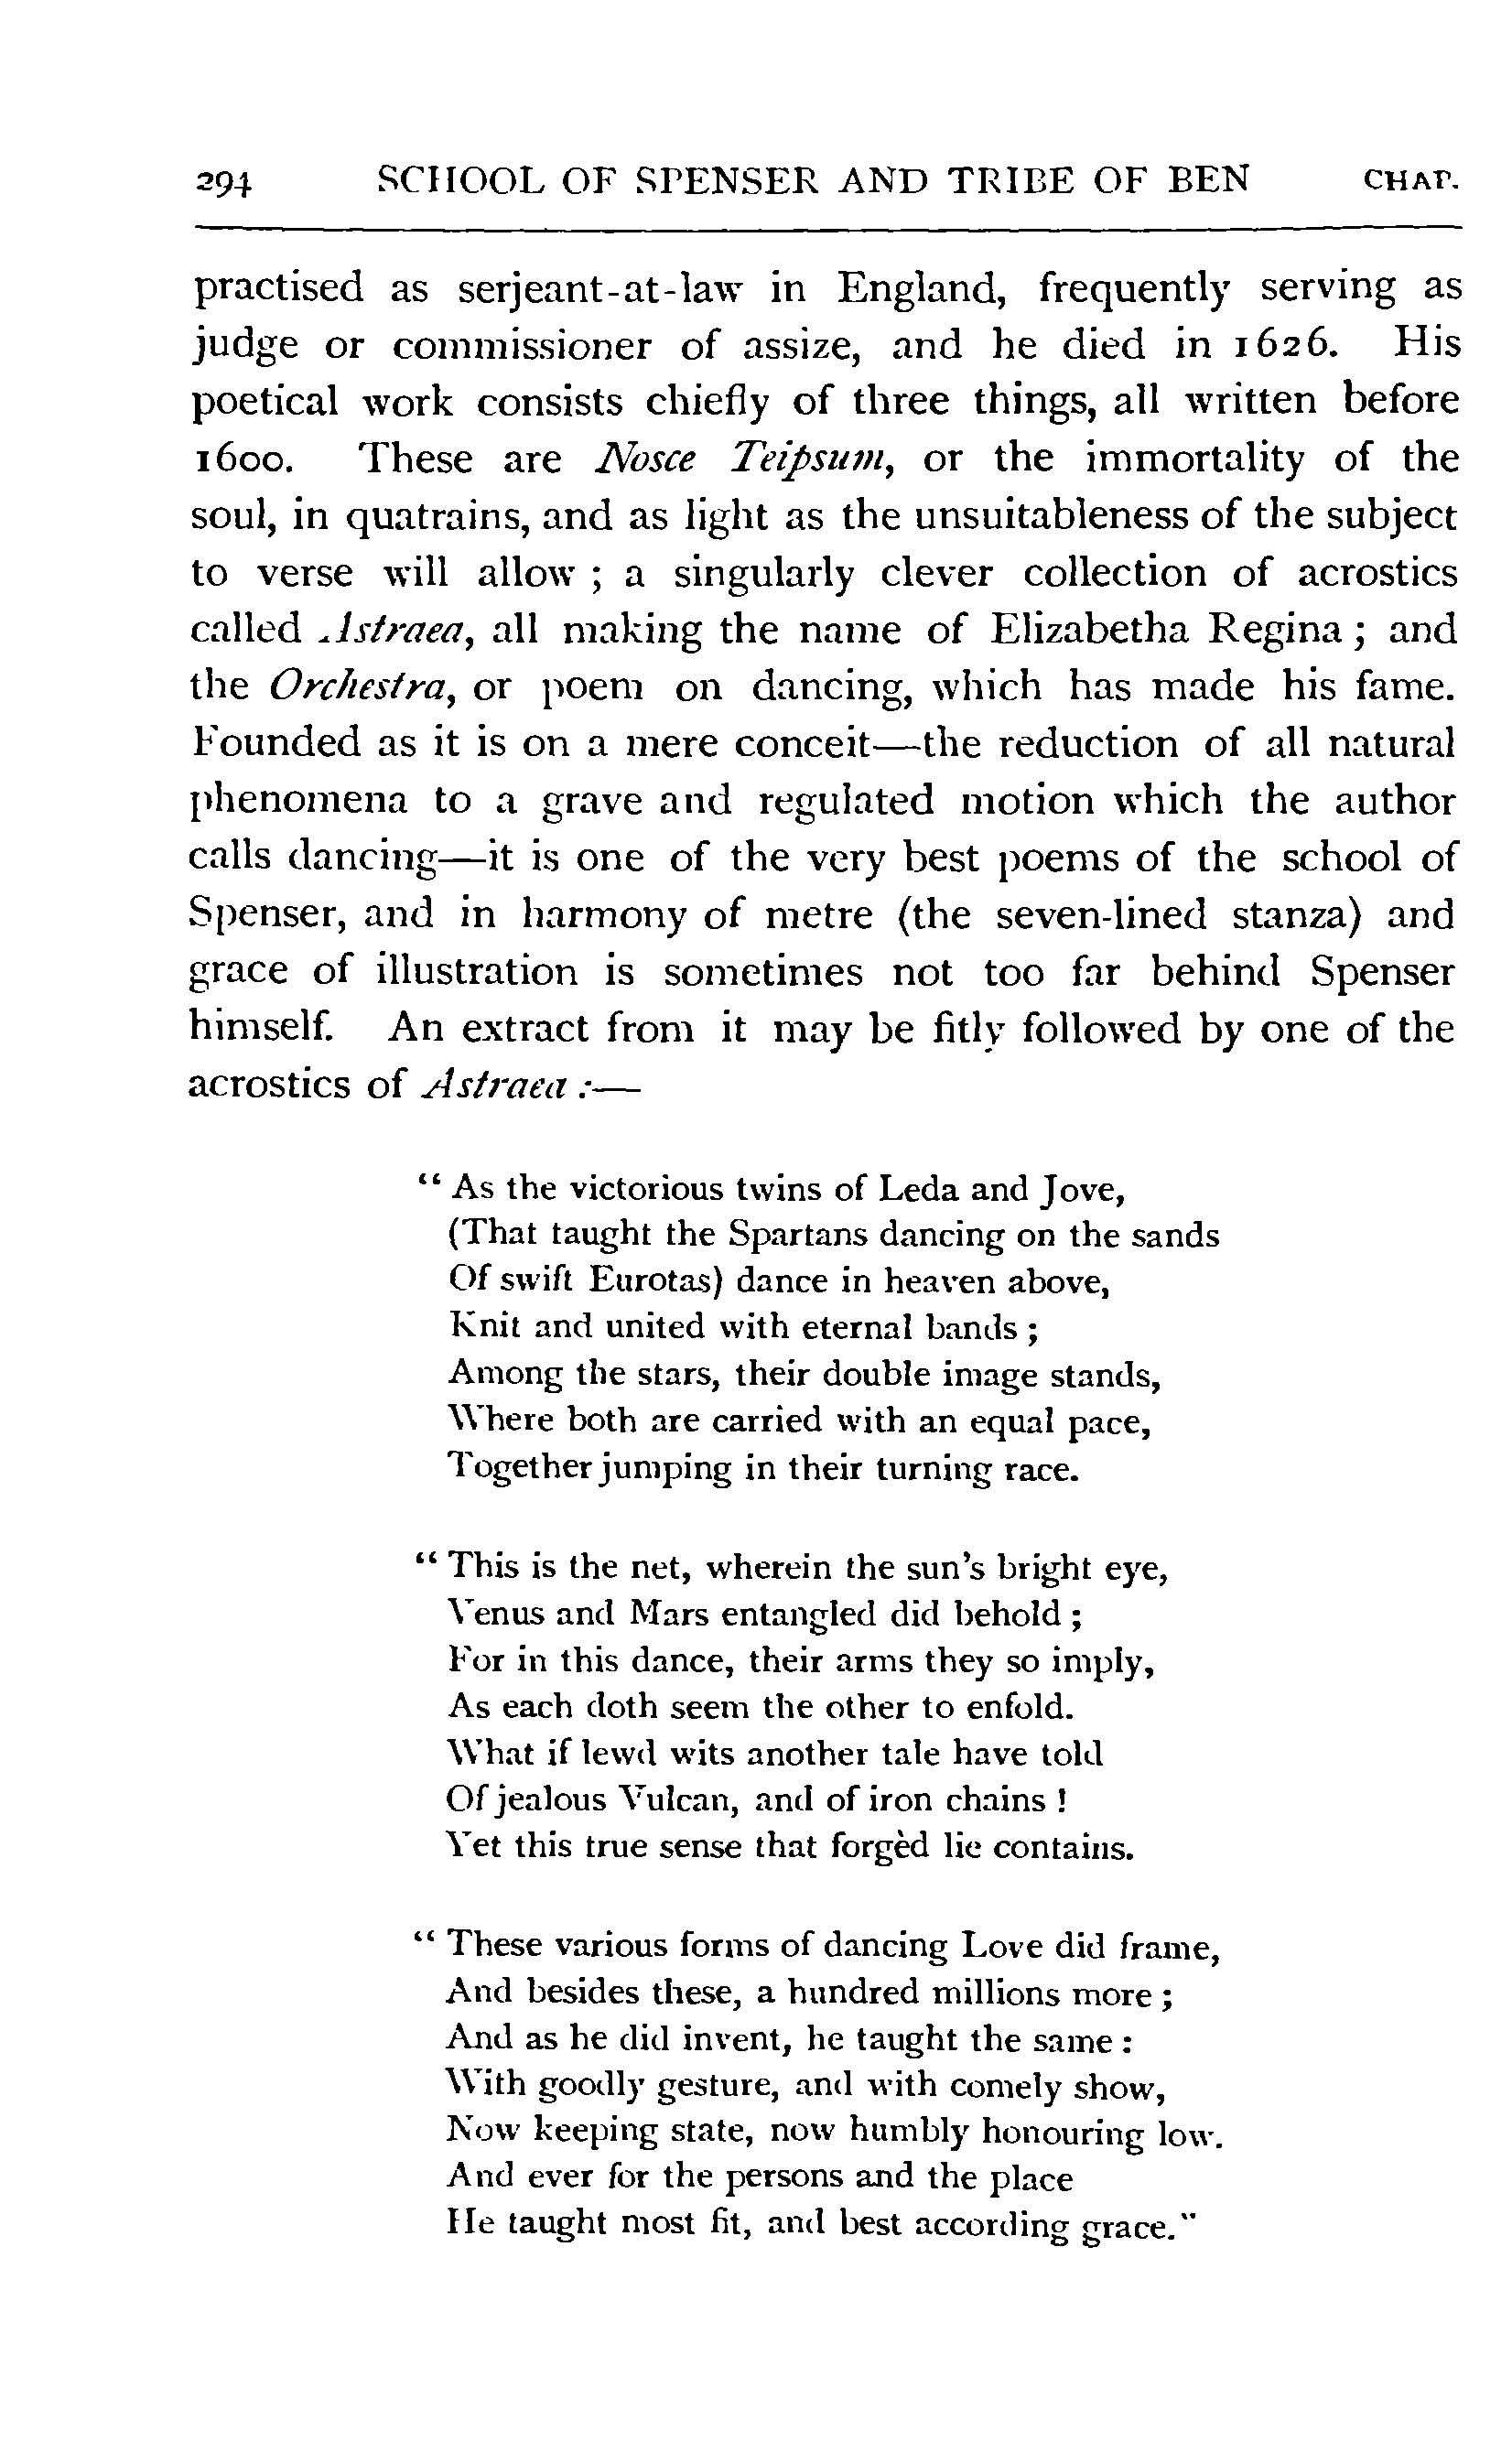 294 SCHOOL OF SPENSER AND TRIBE OF BEN CHAP.
practised as serjeant-at-law in England, frequently serving as
judge or commissioner of assize, and he died in 1626. His
poetical work consists chiefly of three things, all written before
1600. These are Nosce Teipsum, or the immortality of the
soul, in quatrains, and as light as the unsuitableness of the subject
to verse will allow ; a singularly clever collection of acrostics
called Astraea, all making the name of Elizabetha Regina ; and
the Orchestra, or poem on dancing, which has made his fame.
Founded as it is on a mere conceit—the reduction of all natural
phenomena to a grave and regulated motion which the author
calls dancing—it is one of the very best poems of the school of
Spenser, and in harmony of metre (the seven-lined stanza) and
grace of illustration is sometimes not too far behind Spenser
himself. An extract from it may be fitly followed by one of the
acrostics of Astraea :—
“ As the victorious twins of Leda and Jove,
(That taught the Spartans dancing on the sands
Of swift Eurotas) dance in heaven above,
Knit and united with eternal bands ;
Among the stars, their double image stands,
Where both are carried with an equal pace,
Together jumping in their turning race.
“ This is the net, wherein the sun's bright eye,
Venus and Mars entangled did behold ;
For in this dance, their arms they so imply,
As each doth seem the other to enfold.
What if lewd wits another tale have told
Of jealous Vulcan, and of iron chains !
Yet this true sense that forgèd lie contains.
“ These various forms of dancing Love did frame,
And besides these, a hundred millions more ;
And as he did invent, he taught the same :
With goodly gesture, and with comely show,
Now keeping state, now humbly honouring low.
And ever for the persons and the place
He taught most fit, and best according grace."